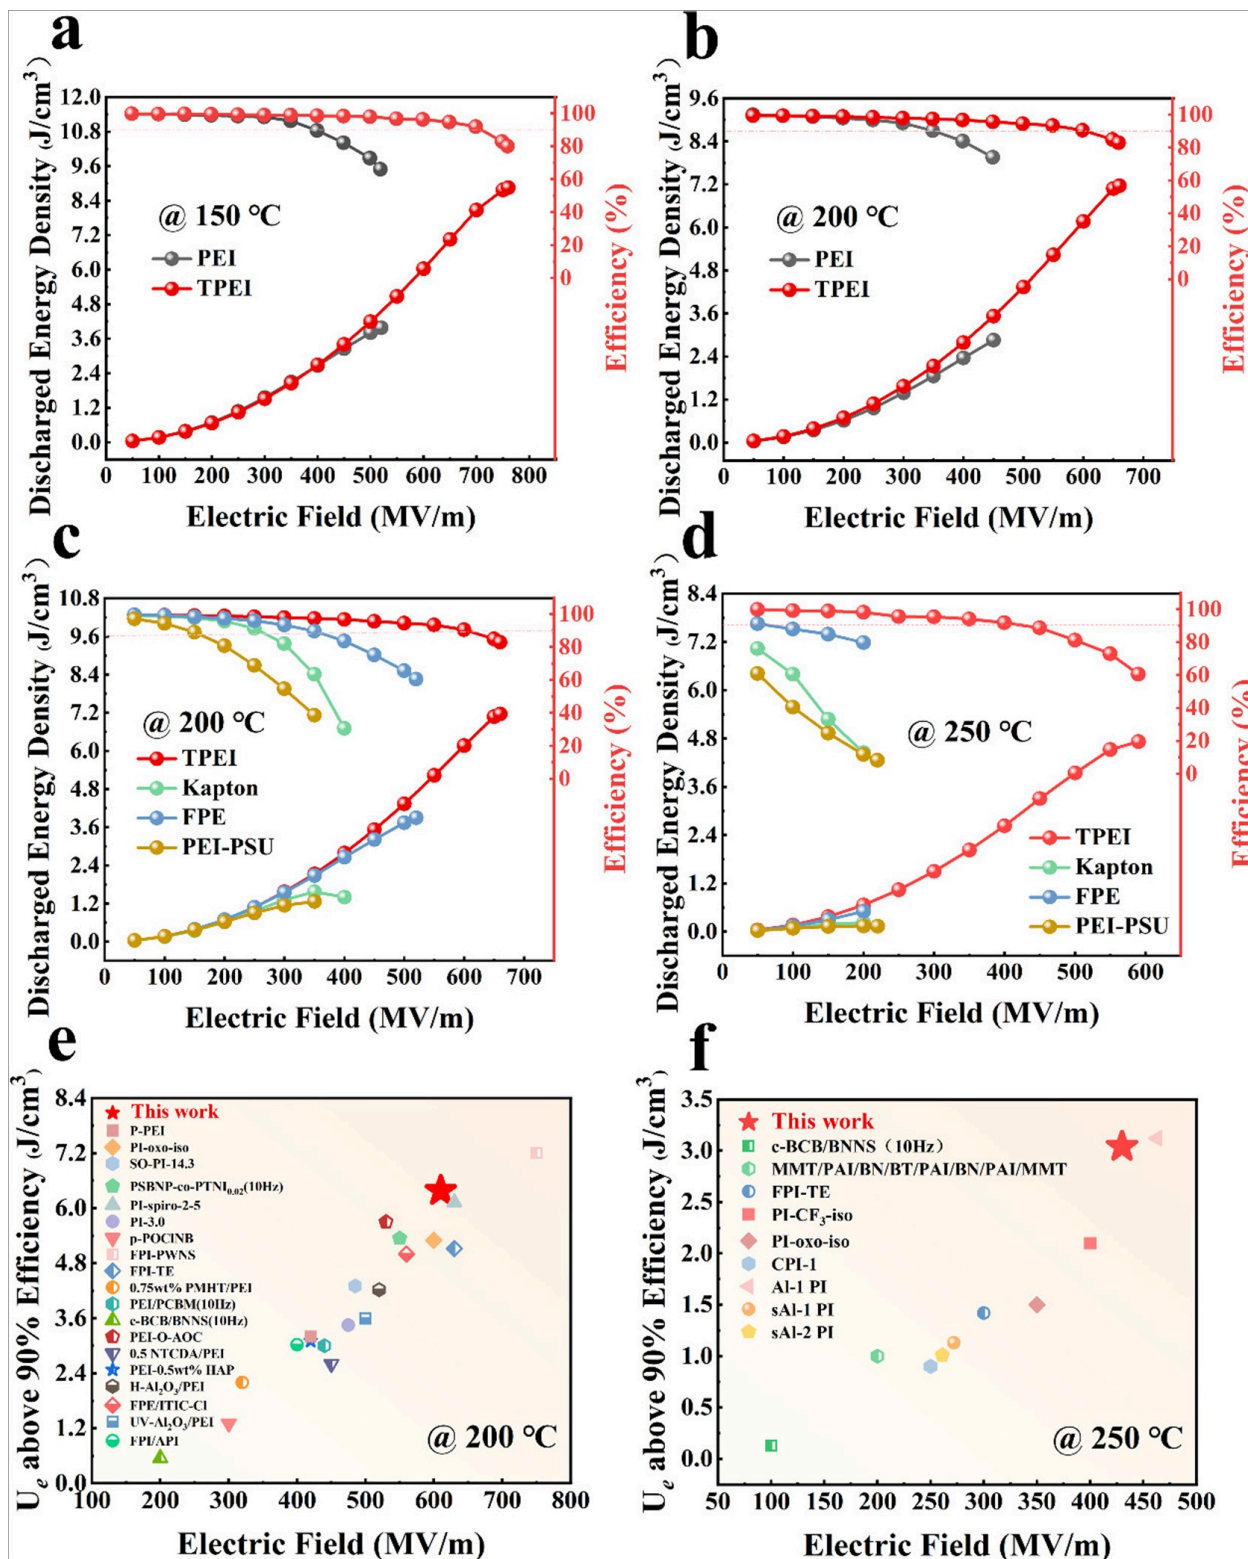 a
Discharged Energy Density（J/cm3）
12.0
10.8
9.6
8.4
7.2
6.0
4.8
3.6
2.4
1.2
0.0
@ 150 °C
PEI
TPEI
100
80
60
40
20
0
Efficiency (%)
0 100 200 300 400 500 600 700 800
Electric Field (MV/m)
b
Discharged Energy Density（J/cm3）
9.6
8.4
7.2
6.0
4.8
3.6
2.4
1.2
0.0
@ 200 °C
PEI
TPEI
100
80
60
40
20
0
Efficiency (%)
0 100 200 300 400 500 600 700
Electric Field (MV/m)
c
Discharged Energy Density（J/cm3）
10.8
9.6
8.4
7.2
6.0
4.8
3.6
2.4
1.2
0.0
@ 200 °C
TPEI
Kapton
FPE
PEI-PSU
100
80
60
40
20
0
Efficiency (%)
0 100 200 300 400 500 600 700
Electric Field (MV/m)
d
Discharged Energy Density（J/cm3）
8.4
7.2
6.0
4.8
3.6
2.4
1.2
0.0
@ 250 °C
TPEI
Kapton
FPE
PEI-PSU
100
80
60
40
20
0
Efficiency (%)
0 100 200 300 400 500 600
Electric Field (MV/m)
e
Ue above 90% Efficiency (J/cm3)
8.4
7.2
6.0
4.8
3.6
2.4
1.2
0.0
This work
P-PEI
PI-oxo-iso
SO-PI-14.3
PSBNP-co-PTNI0.02(10Hz)
PI-spiro-2-5
PI-3.0
p-POCINB
FPI-PWNS
FPI-TE
0.75wt% PMHT/PEI
PEI/PCBM(10Hz)
c-BCB/BNNS(10Hz)
PEI-O-AOC
0.5 NTCDA/PEI
PEI-0.5wt% HAP
H-Al2O3/PEI
FPE/ITIC-Cl
UV-Al2O3/PEI
FPI/API
@ 200 °C
100 200 300 400 500 600 700 800
Electric Field (MV/m)
f
Ue above 90% Efficiency (J/cm3)
3.5
3.0
2.5
2.0
1.5
1.0
0.5
0.0
This work
c-BCB/BNNS（10Hz）
MMT/PAI/BN/BT/PAI/BN/PAI/MMT
FPI-TE
PI-CF3-iso
PI-oxo-iso
CPI-1
Al-1 PI
sAl-1 PI
sAl-2 PI
@ 250 °C
50 100 150 200 250 300 350 400 450 500
Electric Field (MV/m)